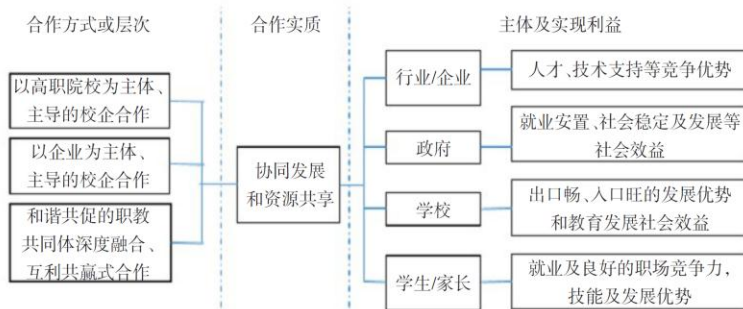 合作方式或层次
合作实质
主体及实现利益
以高职院校为主体、
主导的校企合作
以企业为主体、
主导的校企合作
和谐共促的职教
共同体深度融合、
互利共赢式合作
协同发展
和资源共享
行业/企业
人才、技术支持等竞争优势
政府
就业安置、社会稳定及发展等
社会效益
学校
出口畅、入口旺的发展优势
和教育发展社会效益
学生/家长
就业及良好的职场竞争力,
技能及发展优势